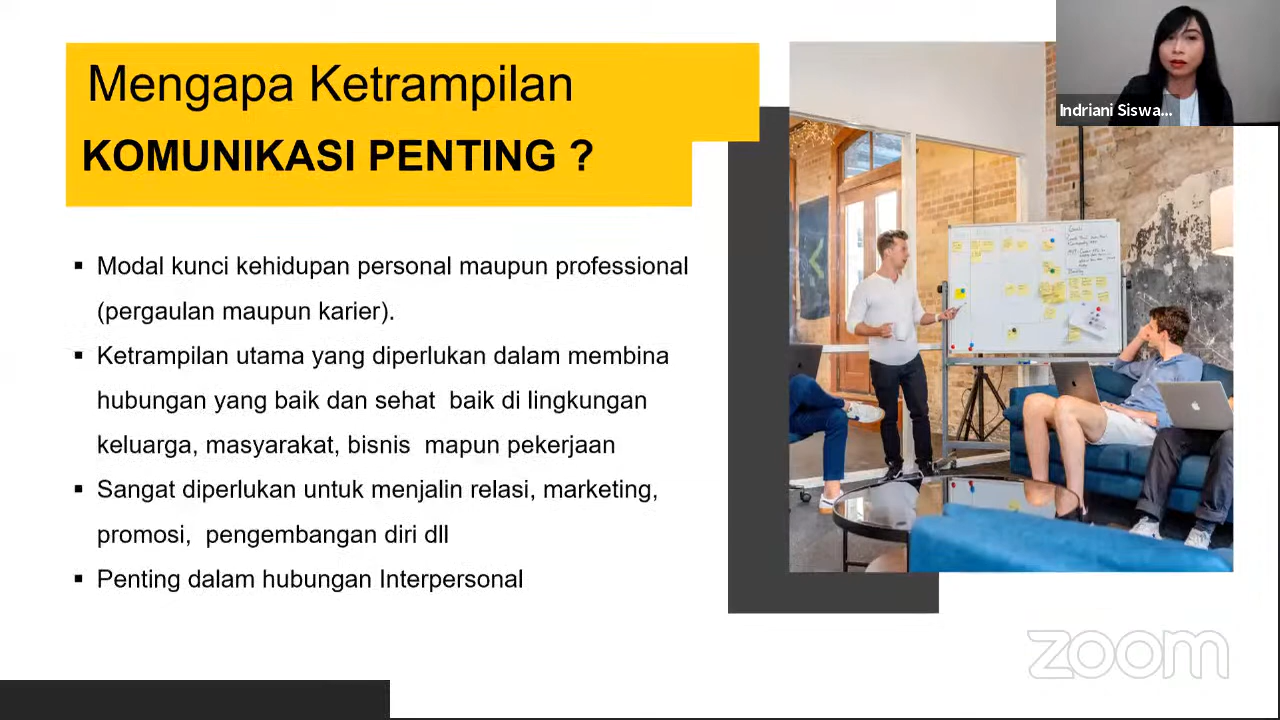 Mengapa Ketrampilan
KOMUNIKASI PENTING ?
▪ Modal kunci kehidupan personal maupun professional
(pergaulan maupun karier).
▪ Ketrampilan utama yang diperlukan dalam membina
hubungan yang baik dan sehat baik di lingkungan
keluarga, masyarakat, bisnis mapun pekerjaan
▪ Sangat diperlukan untuk menjalin relasi, marketing,
promosi, pengembangan diri dll
▪ Penting dalam hubungan Interpersonal
Indriani Siswa...
zoom